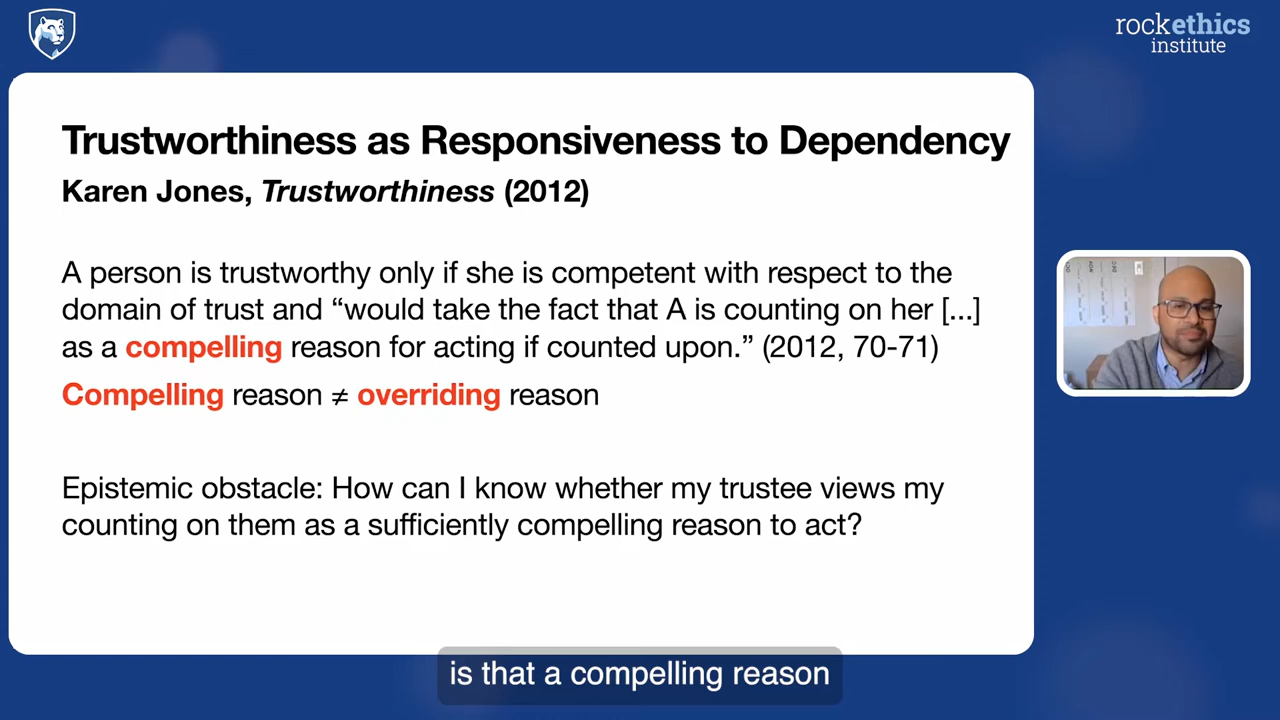 rockethics
institute
Trustworthiness as Responsiveness to Dependency
Karen Jones, Trustworthiness (2012)
A person is trustworthy only if she is competent with respect to the
domain of trust and “would take the fact that A is counting on her [...]
as a compelling reason for acting if counted upon.” (2012, 70-71)
Compelling reason ≠ overriding reason
Epistemic obstacle: How can I know whether my trustee views my
counting on them as a sufficiently compelling reason to act?
is that a compelling reason